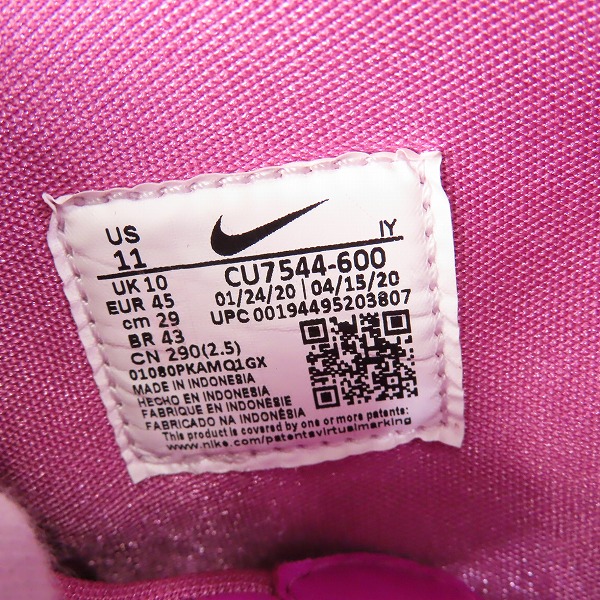 US
11
IY
UK 10
EUR 45
cm 29
BR 43
CN 290(2.5)
01080PKAMQ1GX
CU7544-600
01/24/20 | 04/15/20
UPC 00194495203807
MADE IN INDONESIA
HECHO EN INDONESIA
FABRIQUE EN INDONESIE
FABRICADO NA INDONESIA
This product is covered by one or more patents:
www.nike.com/patentsvirtualmarking